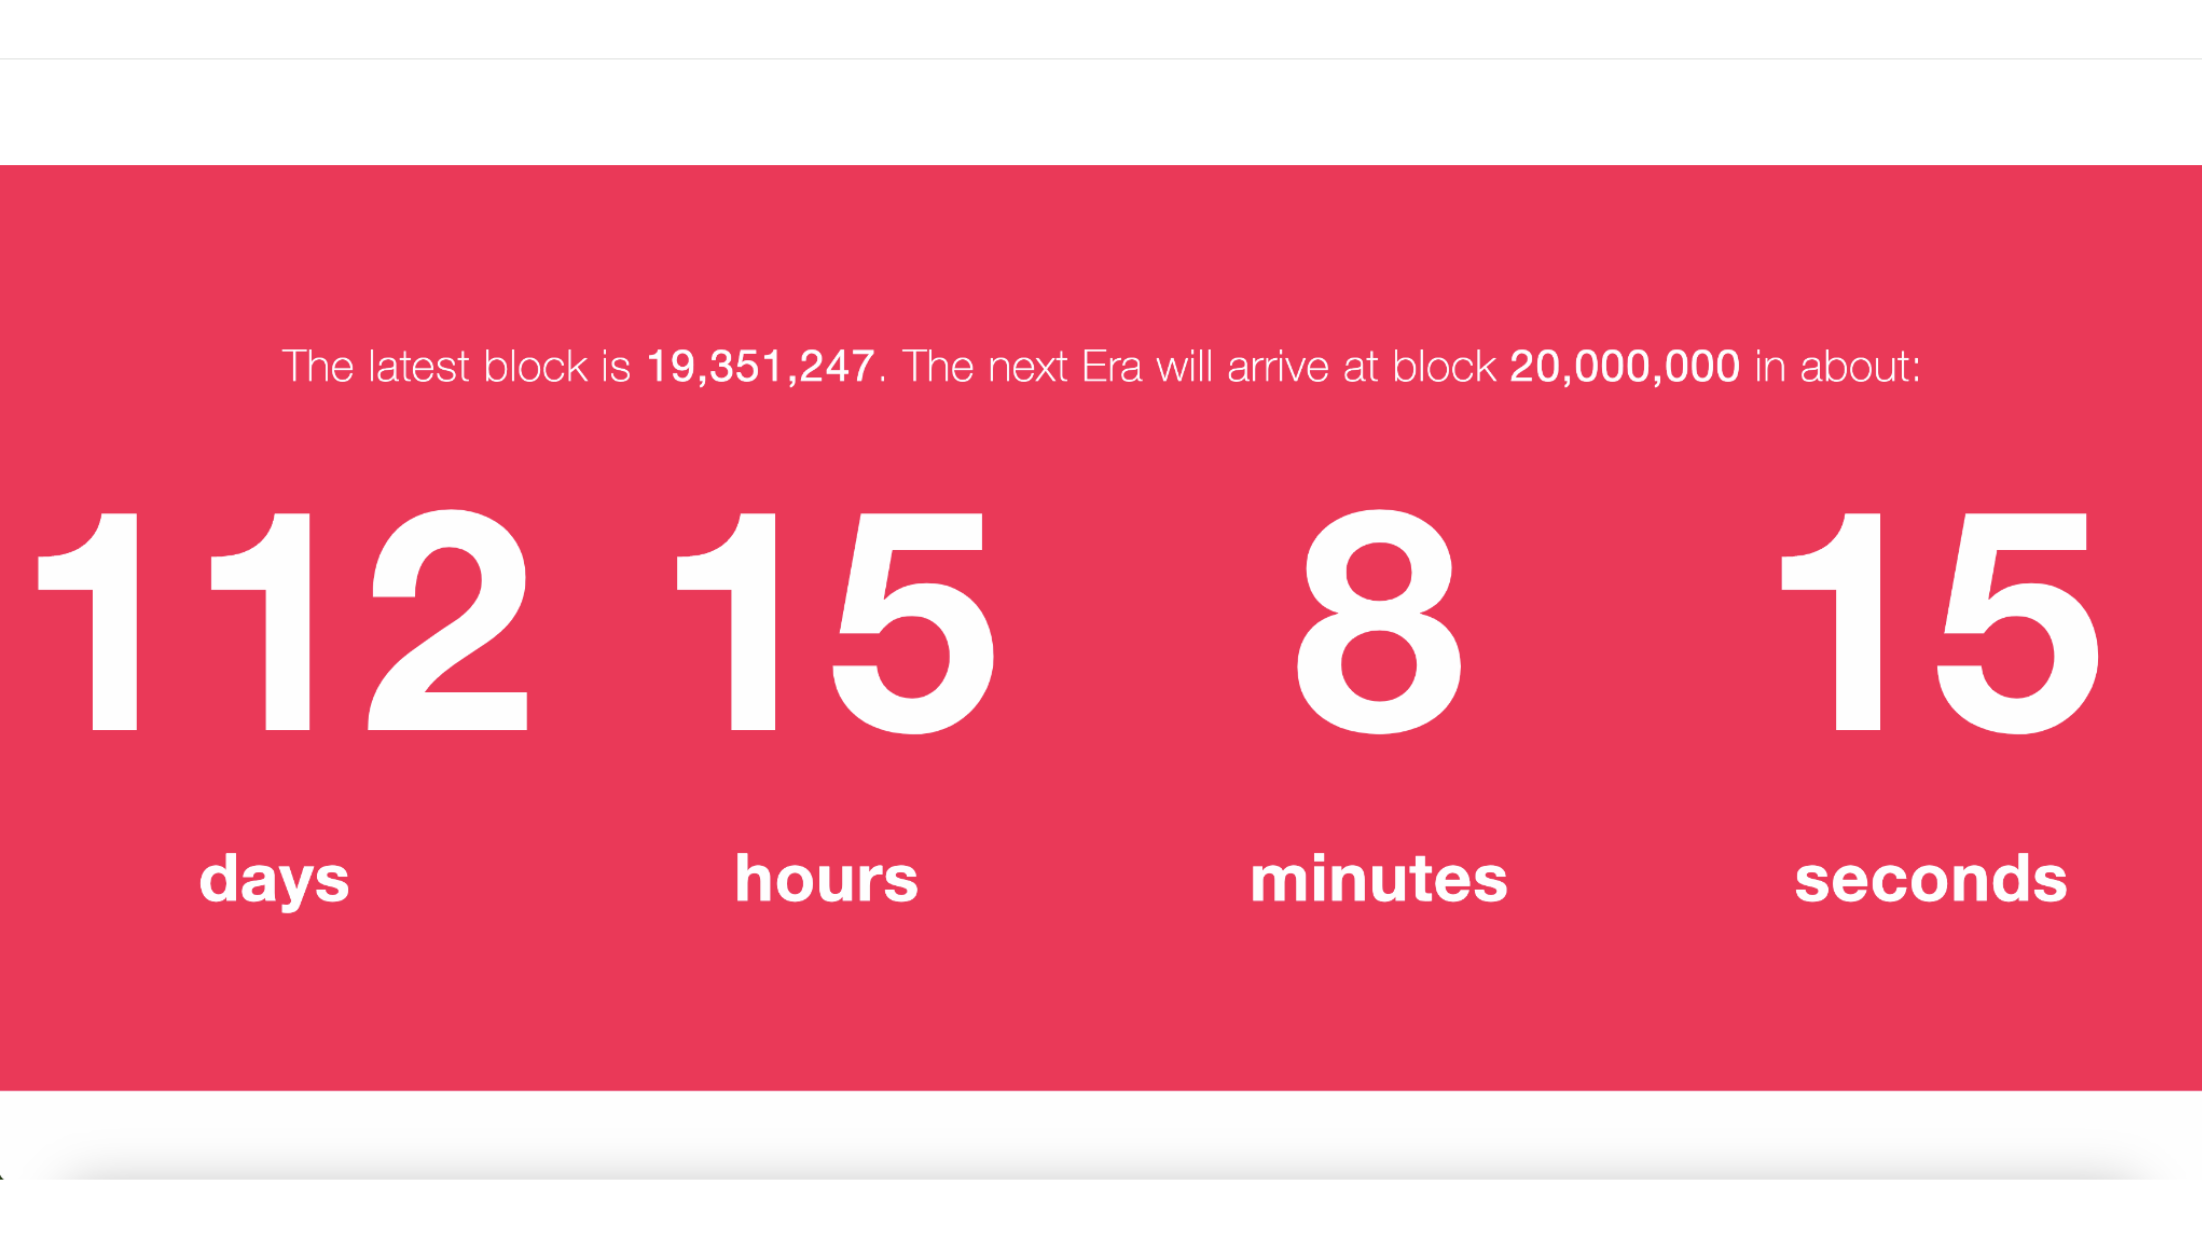 The latest block is 19,351,247. The next Era will arrive at block 20,000,000 in about:
112 15 8 15
days hours minutes seconds